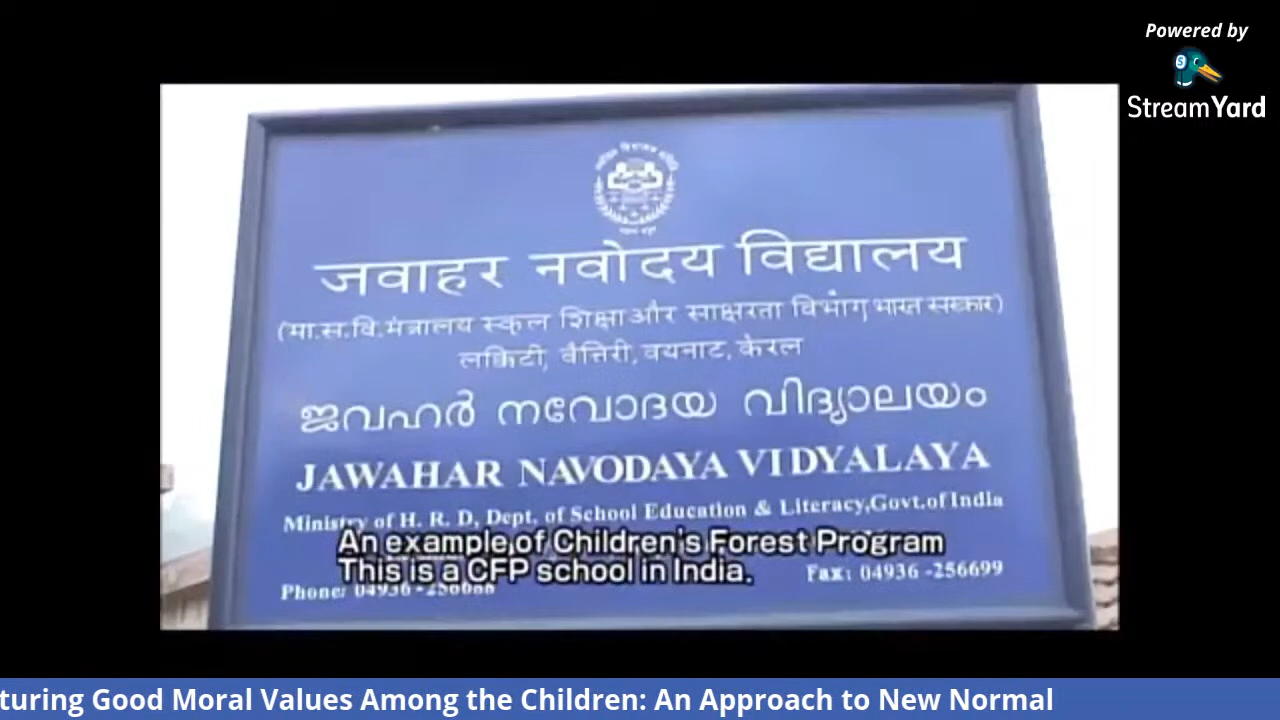 Powered by
StreamYard
जवाहर नवोदय विद्यालय
(मा.स.वि.मंत्रालय स्कूल शिक्षा और साक्षरता विभाग, भारत सरकार)
लक्किटी, वैत्तिरी, वयनाट, केरल
ജവഹർ നവോദയ വിദ്യാലയം
JAWAHAR NAVODAYA VIDYALAYA
Ministry of H. R. D, Dept. of School Education & Literacy,Govt.of India
An example of Children's Forest Program
This is a CFP school in India.
Phone: Fax: 04936 -256699
turing Good Moral Values Among the Children: An Approach to New Normal